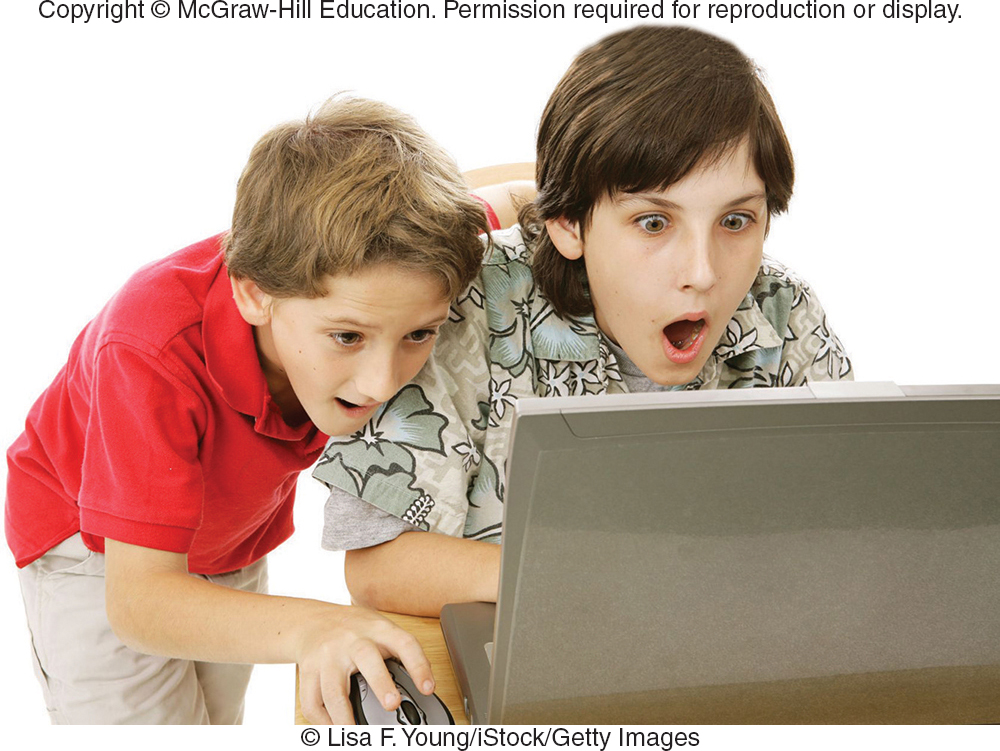 Copyright © McGraw-Hill Education. Permission required for reproduction or display.
© Lisa F. Young/iStock/Getty Images